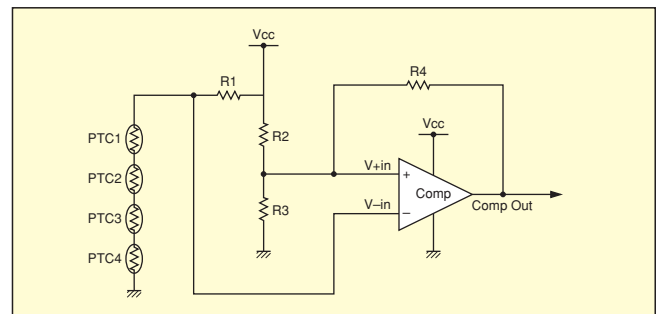 Vcc
R1
R4
R2
Vcc
PTC1
V+in
+
PTC2
Comp
R3
Comp Out
PTC3
V–in
–
PTC4